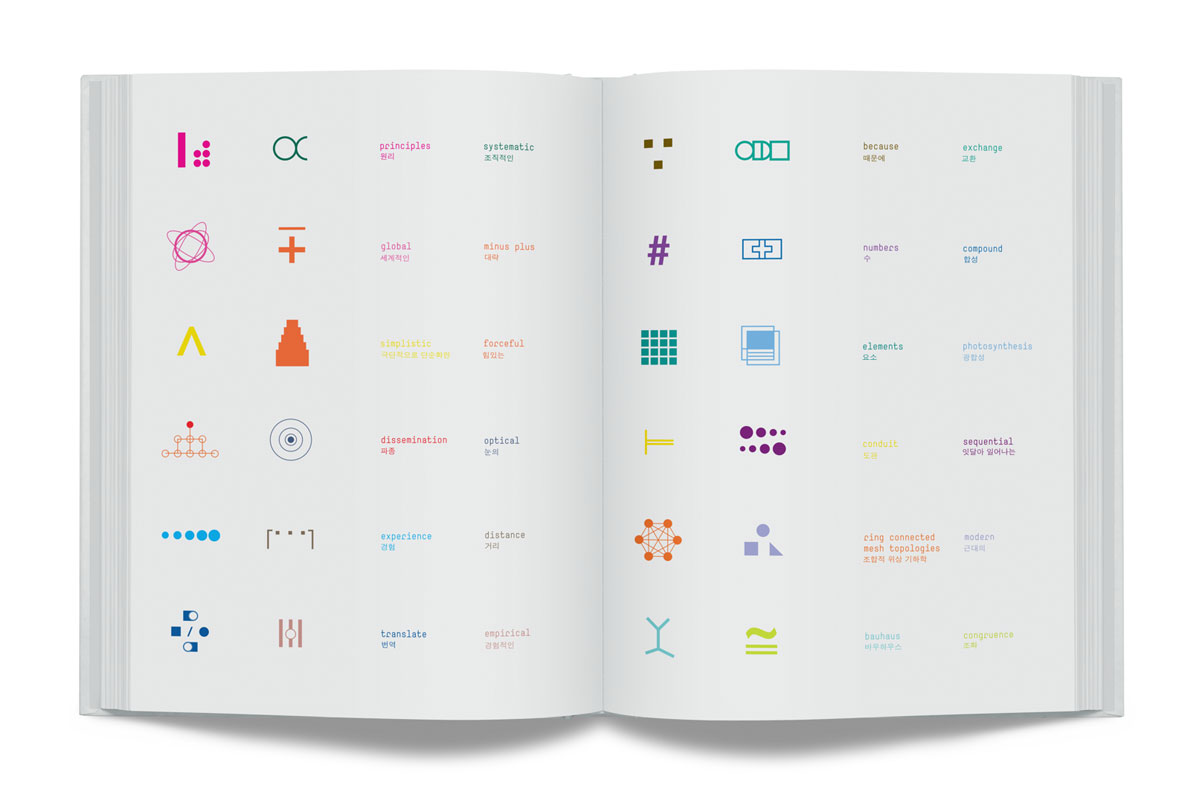 principles
원리
systematic
조직적인
global
세계적인
minus plus
대략
simplistic
극단적으로 단순화된
forceful
힘있는
dissemination
파종
optical
눈의
experience
경험
distance
거리
translate
번역
empirical
경험적인
because
때문에
exchange
교환
#
numbers
수
compound
합성
elements
요소
photosynthesis
광합성
conduit
도관
sequential
잇달아 일어나는
ring connected
mesh topologies
조합적 위상 기하학
modern
근대의
bauhaus
바우하우스
congruence
조화